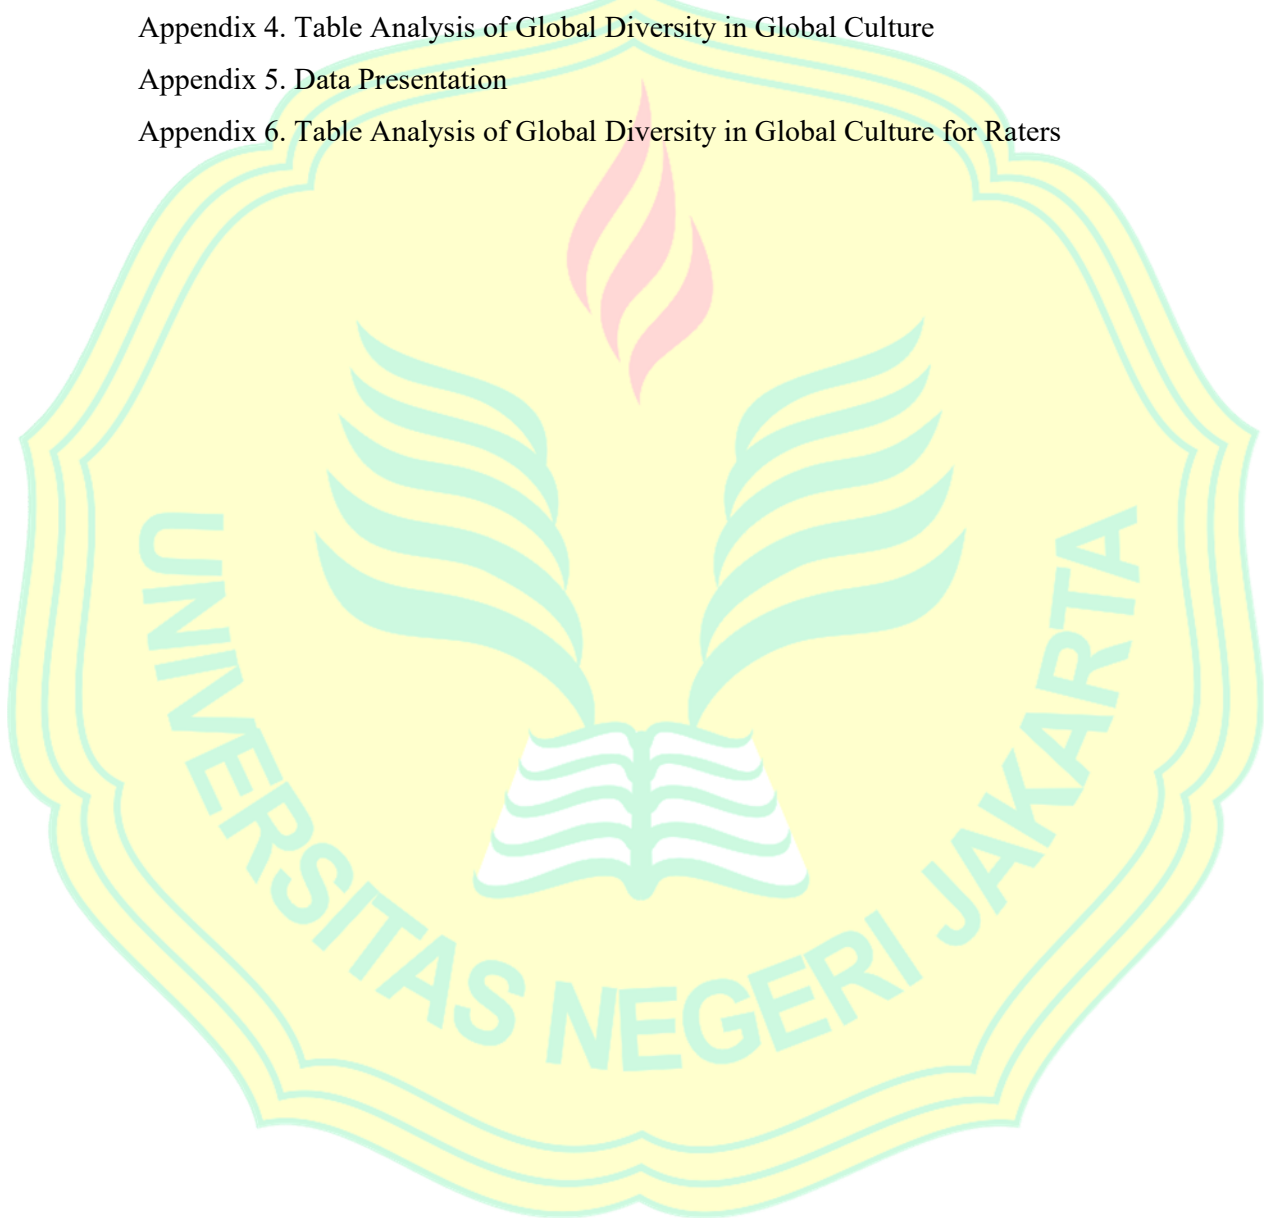 Appendix 4. Table Analysis of Global Diversity in Global Culture
Appendix 5. Data Presentation
Appendix 6. Table Analysis of Global Diversity in Global Culture for Raters
UNIVERSITAS NEGERI JAKARTA